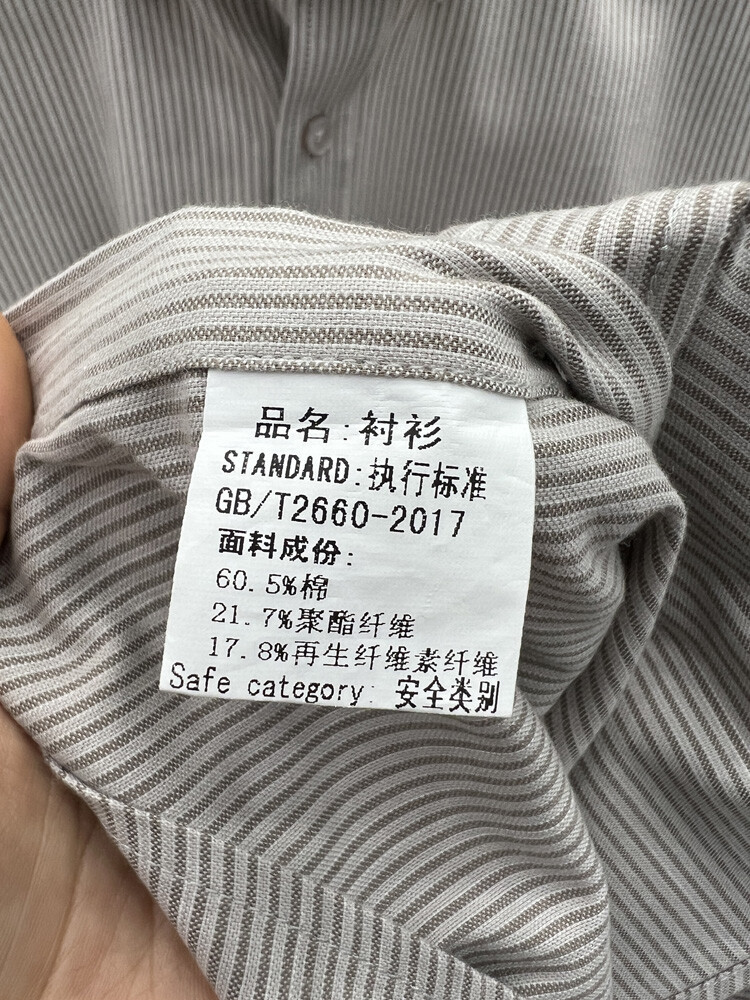 品名:衬衫
STANDARD:执行标准
GB/T2660-2017
面料成份:
60.5%棉
21.7%聚酯纤维
17.8%再生纤维素纤维
Safe category: 安全类别